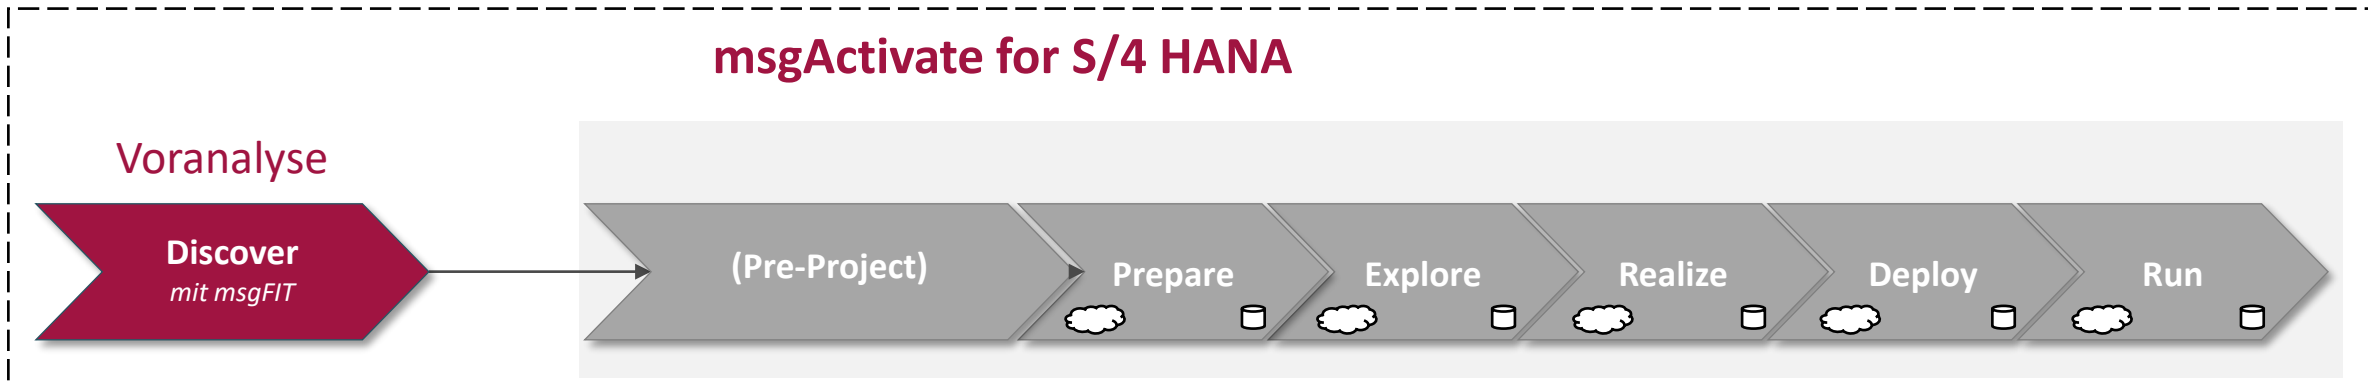 msgActivate for S/4 HANA
Voranalyse
Discover
mit msgFIT
(Pre-Project)
Prepare
Explore
Realize
Deploy
Run